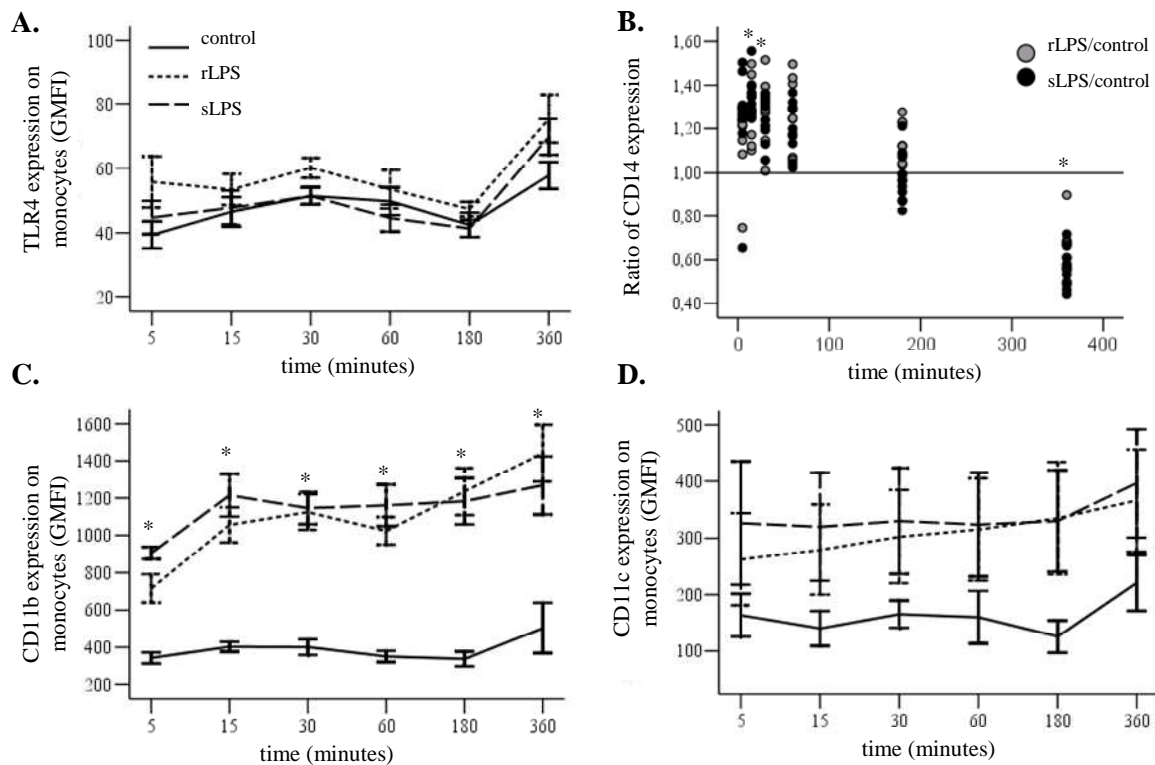 A.
TLR4 expression on
monocytes (GMFI)
100
80
60
40
20
control
rLPS
sLPS
5 15 30 60 180 360
time (minutes)
B.
Ratio of CD14 expression
1,60
1,40
1,20
1,00
0,80
0,60
0,40
* *
*
rLPS/control
sLPS/control
0 100 200 300 400
time (minutes)
C.
CD11b expression on
monocytes (GMFI)
1600
1400
1200
1000
800
600
400
200
* * * * * *
5 15 30 60 180 360
time (minutes)
D.
CD11c expression on
monocytes (GMFI)
500
400
300
200
100
5 15 30 60 180 360
time (minutes)